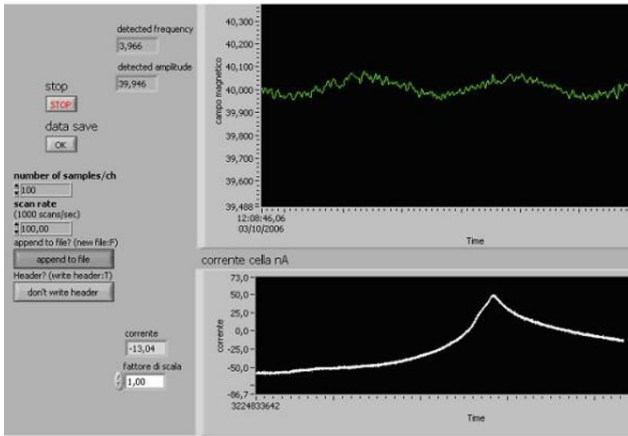 detected frequency
3,966
detected amplitude
39,946
stop
STOP
data save
OK
number of samples/ch
100
scan rate
(1000 scans/sec)
100,00
append to file? (new file:F)
append to file
Header? (write header:T)
don't write header
corrente
-13,04
fattore di scala
1,00
campo magnetico
40,300
40,200
40,100
40,000
39,900
39,800
39,700
39,600
39,488
12:08:46,06
03/10/2006
Time
corrente cella nA
corrente
73,0
50,0
25,0
0,0
-25,0
-50,0
-86,7
3224833642
Time